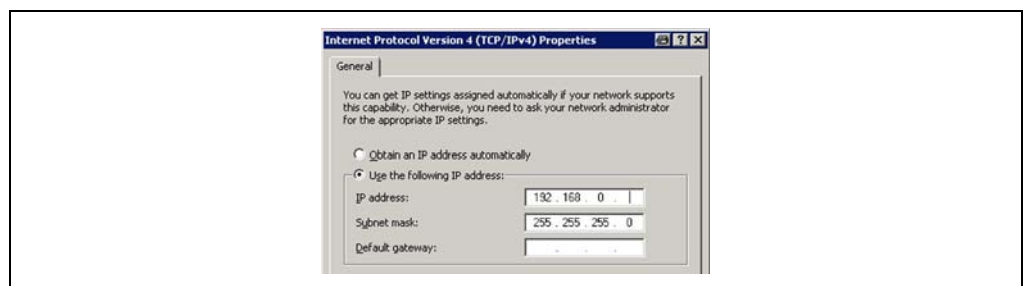 Internet Protocol Version 4 (TCP/IPv4) Properties
General
You can get IP settings assigned automatically if your network supports
this capability. Otherwise, you need to ask your network administrator
for the appropriate IP settings.
Obtain an IP address automatically
Use the following IP address:
IP address: 192 . 168 . 0 .
Subnet mask: 255 . 255 . 255 . 0
Default gateway: . . .